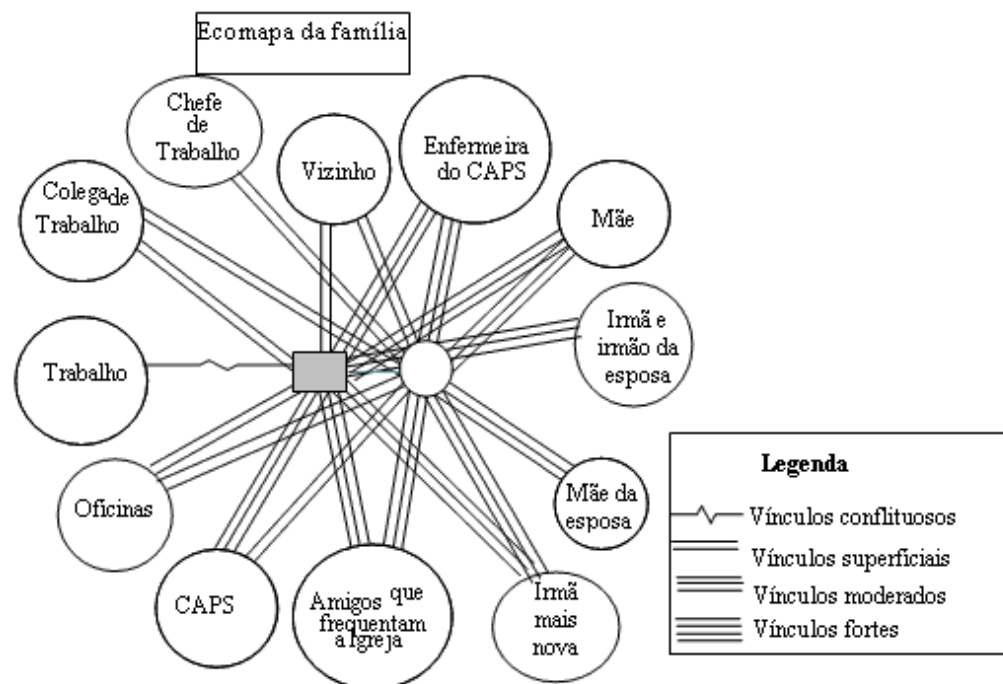 Ecomapa da família
Chefe
de
Trabalho
Vizinho
Enfermeira
do CAPS
Mãe
Colega de
Trabalho
Irmã e
irmão da
esposa
Trabalho
Mãe da
esposa
Oficinas
CAPS
Amigos que
frequentam
a Igreja
Irmã
mais
nova
Legenda
Vínculos conflituosos
Vínculos superficiais
Vínculos moderados
Vínculos fortes